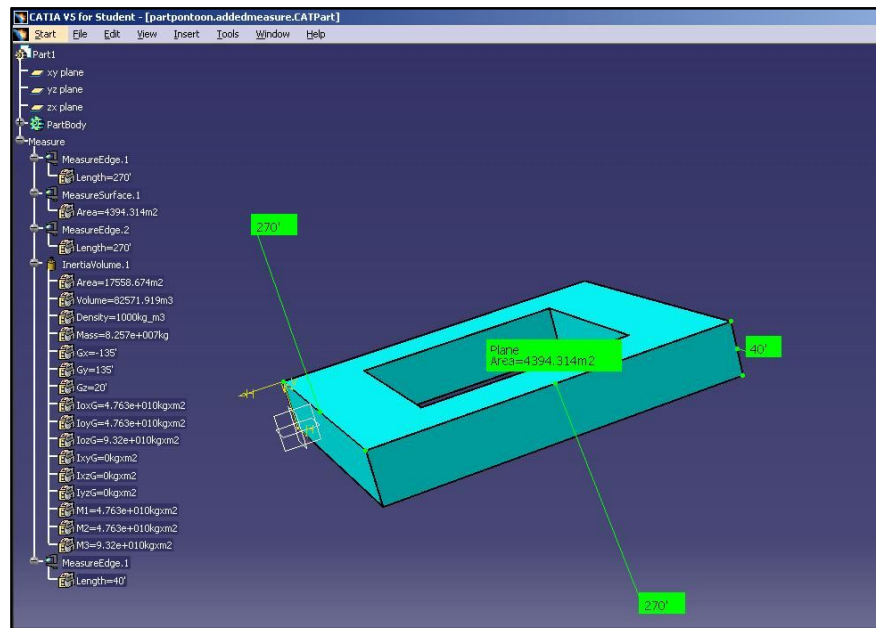 CATIA V5 for Student - [partpontoon.addedmeasure.CATPart]
Start File Edit View Insert Tools Window Help
Part1
xy plane
yz plane
zx plane
PartBody
Measure
MeasureEdge.1
Length=270'
MeasureSurface.1
Area=4394.314m2
MeasureEdge.2
Length=270'
InertiaVolume.1
Area=17558.674m2
Volume=82571.919m3
Density=1000kg_m3
Mass=8.257e+007kg
Gx=-135'
Gy=135'
Gz=20'
IoxG=4.763e+010kgxm2
IoyG=4.763e+010kgxm2
IozG=9.32e+010kgxm2
IxyG=0kgxm2
IxzG=0kgxm2
IyzG=0kgxm2
M1=4.763e+010kgxm2
M2=4.763e+010kgxm2
M3=9.32e+010kgxm2
MeasureEdge.1
Length=40'
270'
Plane
Area=4394.314m2
40'
270'